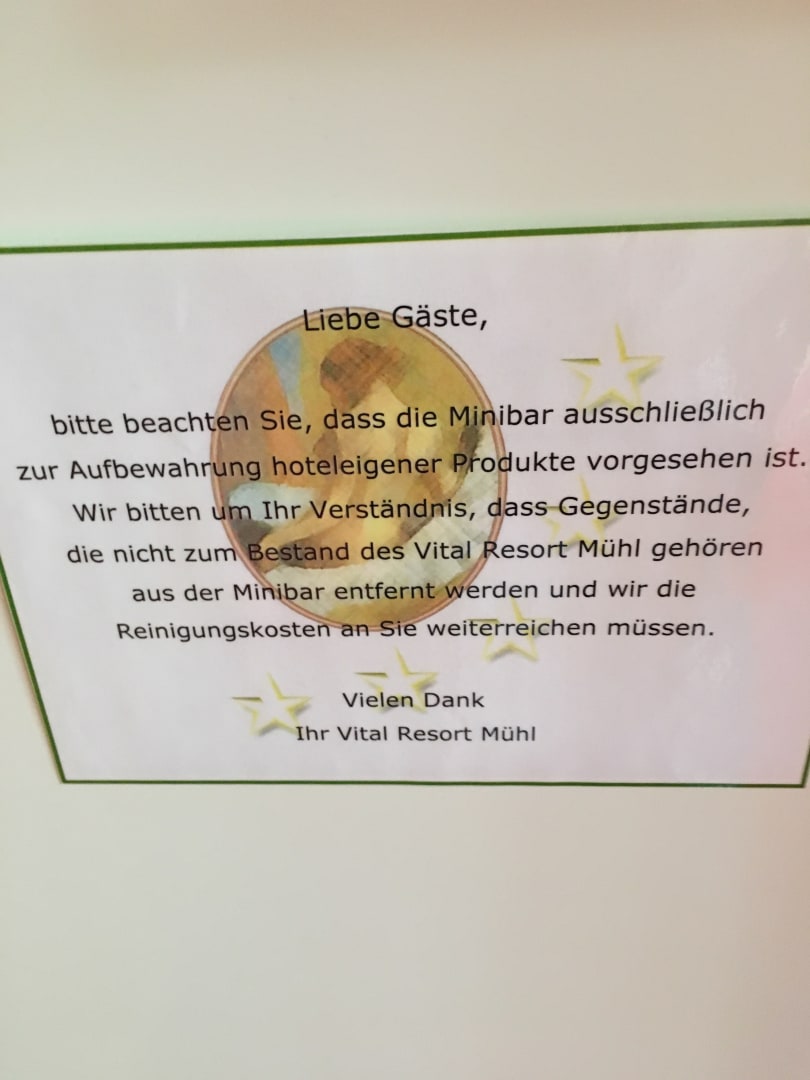 Liebe Gäste,
bitte beachten Sie, dass die Minibar ausschließlich
zur Aufbewahrung hoteleigener Produkte vorgesehen ist.
Wir bitten um Ihr Verständnis, dass Gegenstände,
die nicht zum Bestand des Vital Resort Mühl gehören
aus der Minibar entfernt werden und wir die
Reinigungskosten an Sie weiterreichen müssen.
Vielen Dank
Ihr Vital Resort Mühl